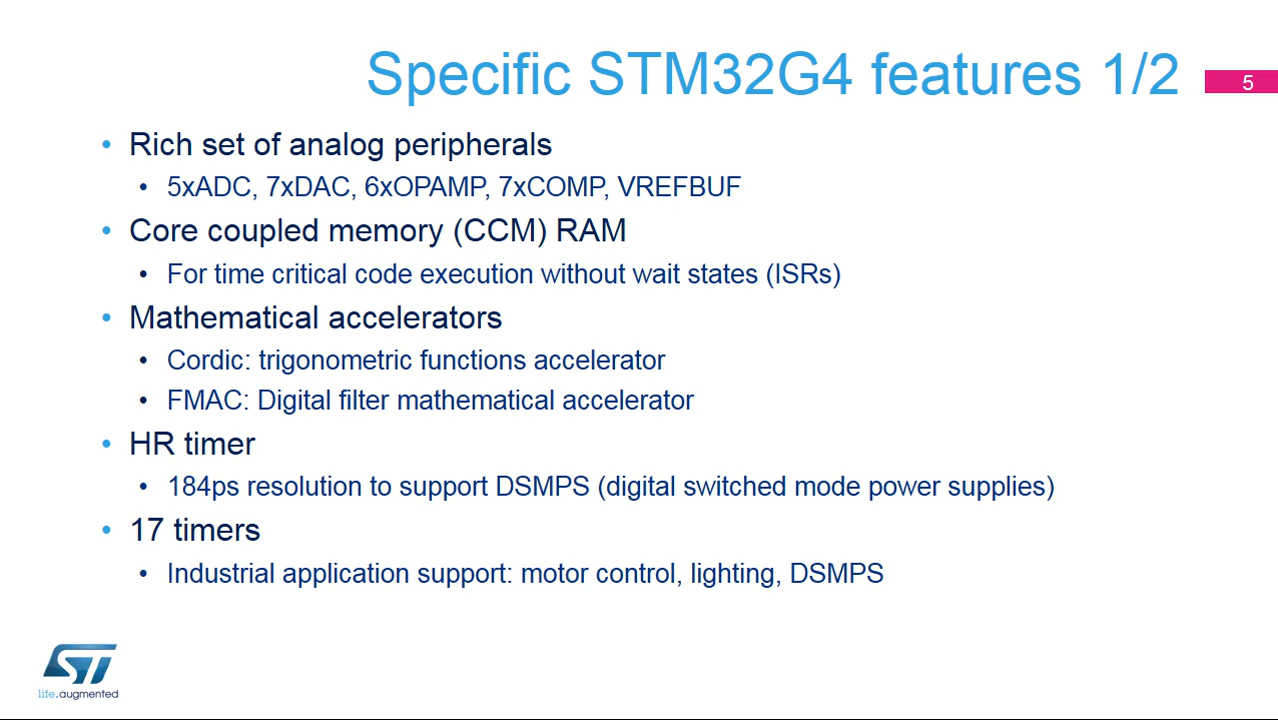 Specific STM32G4 features 1/2
5
• Rich set of analog peripherals
• 5xADC, 7xDAC, 6xOPAMP, 7xCOMP, VREFBUF
• Core coupled memory (CCM) RAM
• For time critical code execution without wait states (ISRs)
• Mathematical accelerators
• Cordic: trigonometric functions accelerator
• FMAC: Digital filter mathematical accelerator
• HR timer
• 184ps resolution to support DSMPS (digital switched mode power supplies)
• 17 timers
• Industrial application support: motor control, lighting, DSMPS
ST
life.augmented